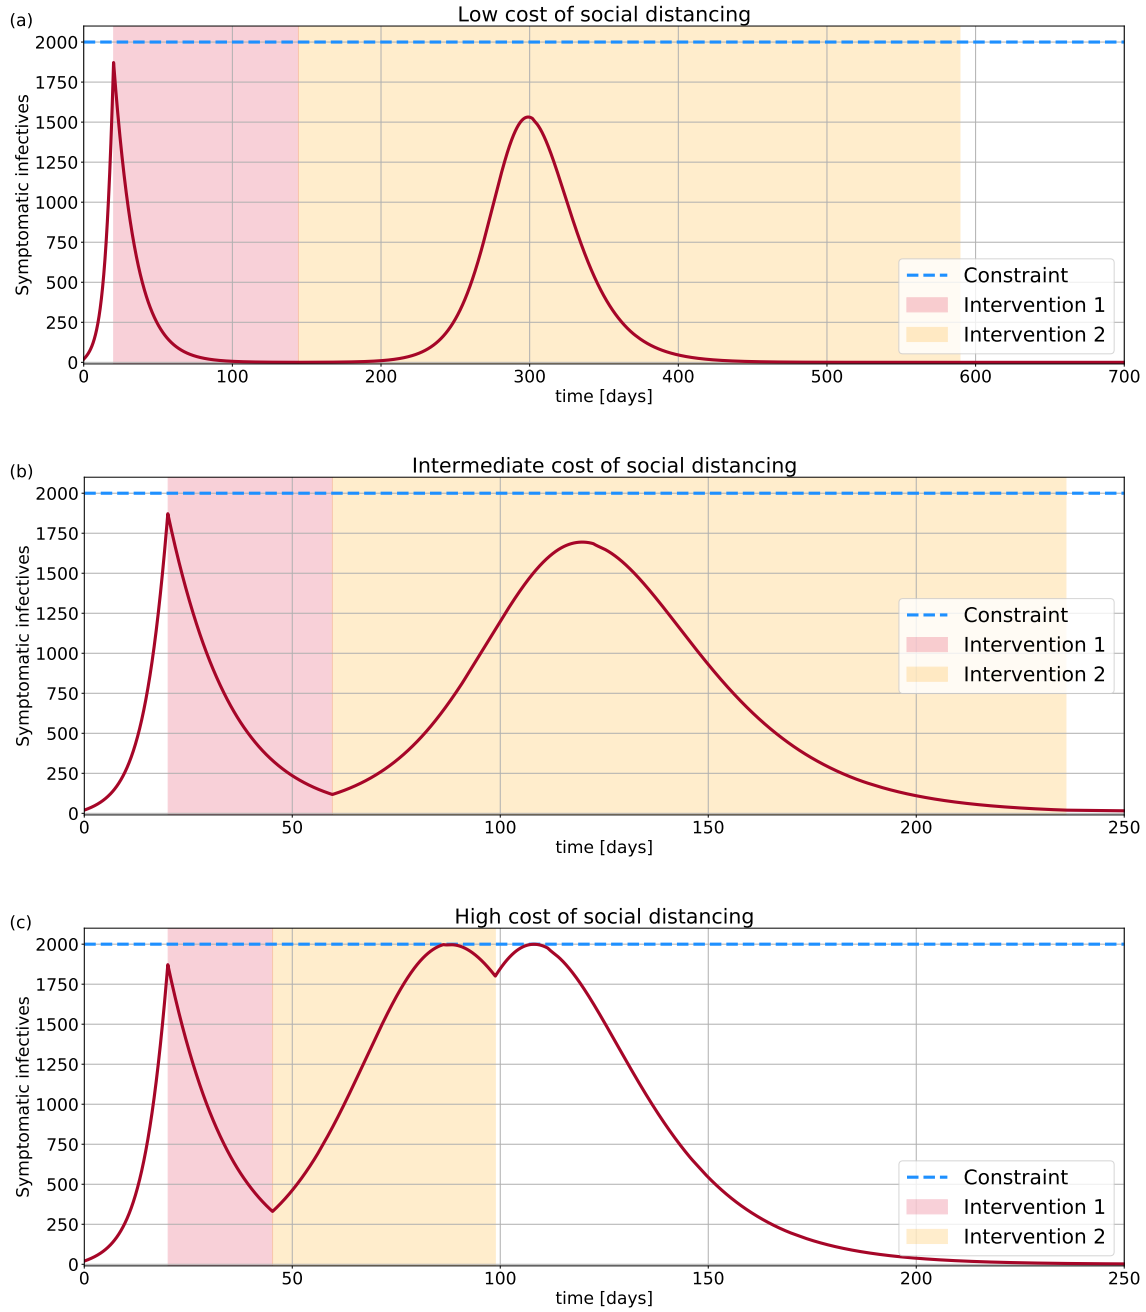 (a)
Low cost of social distancing
2000
1750
1500
1250
1000
750
500
250
0
Symptomatic infectives
Constraint
Intervention 1
Intervention 2
0 100 200 300 400 500 600 700
time [days]
(b)
Intermediate cost of social distancing
2000
1750
1500
1250
1000
750
500
250
0
Symptomatic infectives
Constraint
Intervention 1
Intervention 2
0 50 100 150 200 250
time [days]
(c)
High cost of social distancing
2000
1750
1500
1250
1000
750
500
250
0
Symptomatic infectives
Constraint
Intervention 1
Intervention 2
0 50 100 150 200 250
time [days]